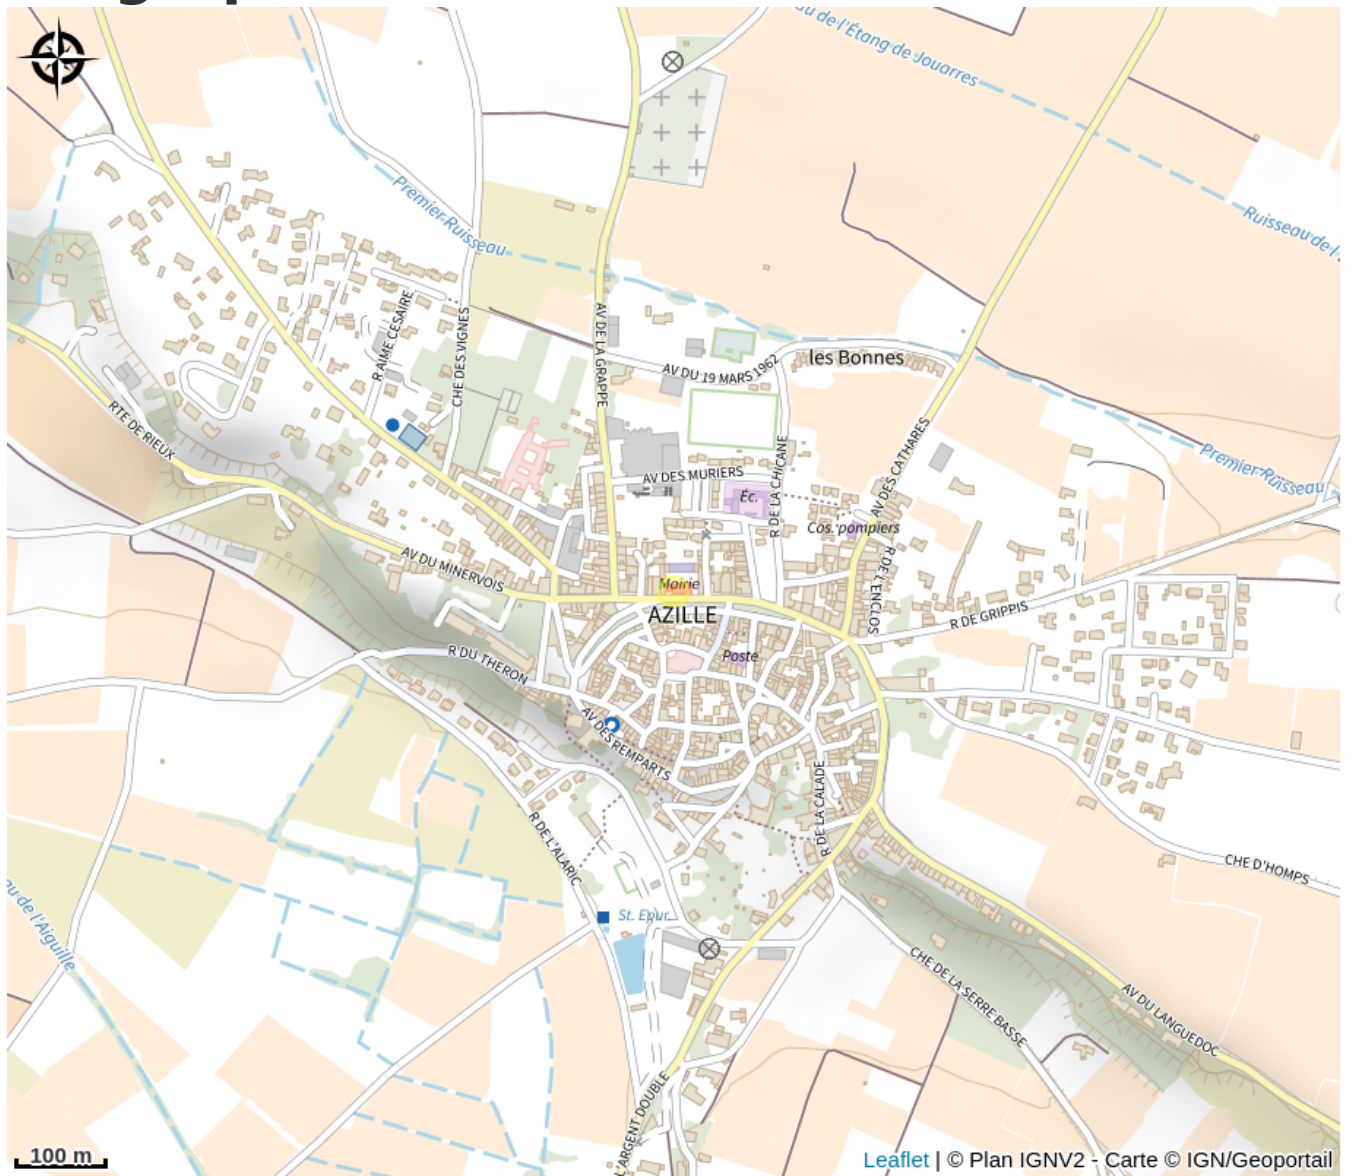 au de l'Étang de Jouarres
Premier Ruisseau
Ruisseau de l'
R AIMÉ CESAIRE
CHE DES VIGNES
AV DE LA GRAPPE
AV DU 19 MARS 1962
les Bonnes
RTE DE RIEUX
AV DES CATHARES
R DE LA CHICANE
Premier Ruisseau
AV DES MURIERS
Éc.
Cos. pompiers
AV DU MINERVOIS
R DE L'ENCLOS
Mairie
AZILLE
R DE GRIPPIS
R DU THERON
Poste
AV DES REMPARTS
R DE LA CALADE
R DE L'ALARIC
CHE D'HOMPS
au de l'Aiguille
St. Epur.
CHE DE LA SERRE BASSE
AV DU LANGUEDOC
L'ARGENT DOUBLE
100 m
Leaflet | © Plan IGNV2 - Carte © IGN/Geoportail